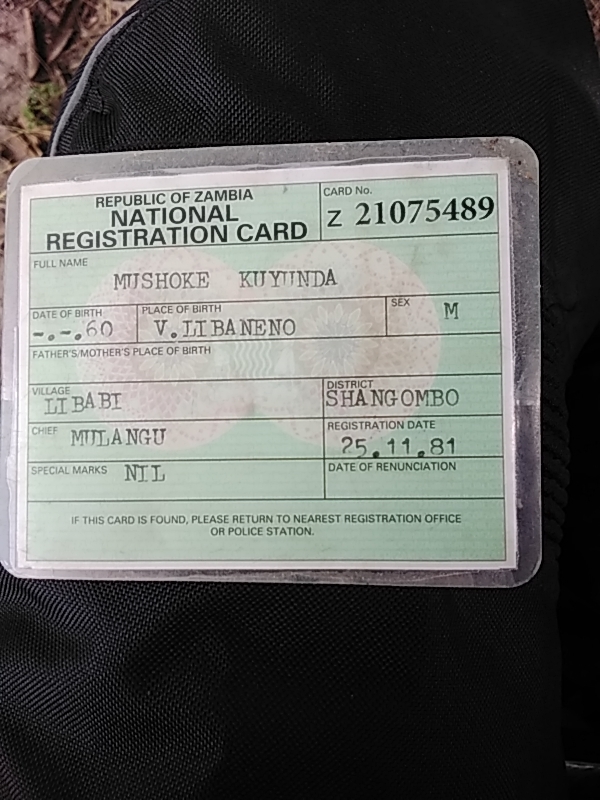 REPUBLIC OF ZAMBIA
NATIONAL
REGISTRATION CARD
CARD No.
Z 21075489
FULL NAME
MUSHOKE KUYUNDA
DATE OF BIRTH
-.-.60
PLACE OF BIRTH
V.LIBANENO
SEX
M
FATHER'S/MOTHER'S PLACE OF BIRTH
VILLAGE
LIBABI
DISTRICT
SHANGOMBO
CHIEF
MULANGU
REGISTRATION DATE
25.11.81
SPECIAL MARKS
NIL
DATE OF RENUNCIATION
IF THIS CARD IS FOUND, PLEASE RETURN TO NEAREST REGISTRATION OFFICE
OR POLICE STATION.